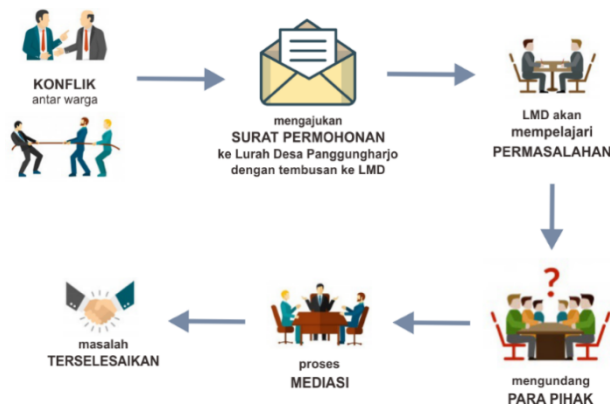 KONFLIK
antar warga
mengajukan
SURAT PERMOHONAN
ke Lurah Desa Panggungharjo
dengan tembusan ke LMD
LMD akan
mempelajari
PERMASALAHAN
?
mengundang
PARA PIHAK
proses
MEDIASI
masalah
TERSELESAIKAN